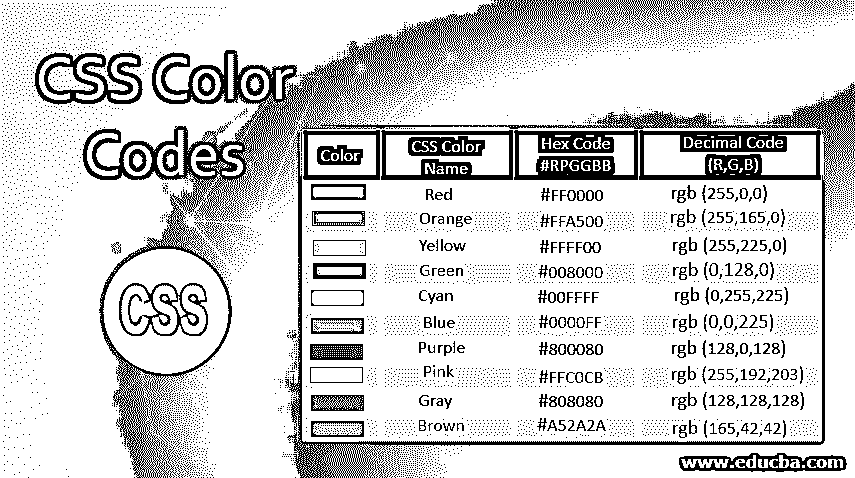 CSS Color
Codes
CSS
Color CSS Color Name Hex Code #RPGGBB Decimal Code (R,G,B)
Red #FF0000 rgb (255,0,0)
Orange #FFA500 rgb (255,165,0)
Yellow #FFFF00 rgb (255,225,0)
Green #008000 rgb (0,128,0)
Cyan #00FFFF rgb (0,255,225)
Blue #0000FF rgb (0,0,225)
Purple #800080 rgb (128,0,128)
Pink #FFC0CB rgb (255,192,203)
Gray #808080 rgb (128,128,128)
Brown #A52A2A rgb (165,42,42)
www.educba.com